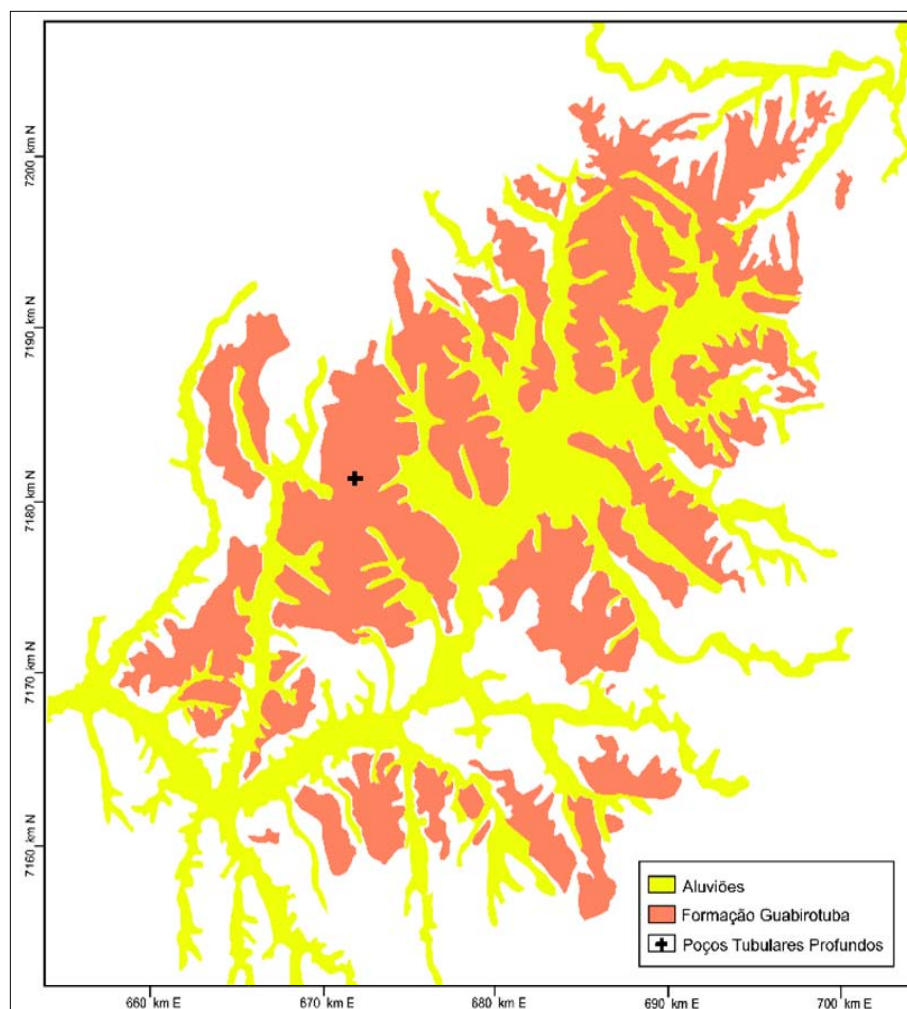 7200 km N
7190 km N
7180 km N
7170 km N
7160 km N
Aluviões
Formação Guabirotuba
Poços Tubulares Profundos
660 km E
670 km E
680 km E
690 km E
700 km E